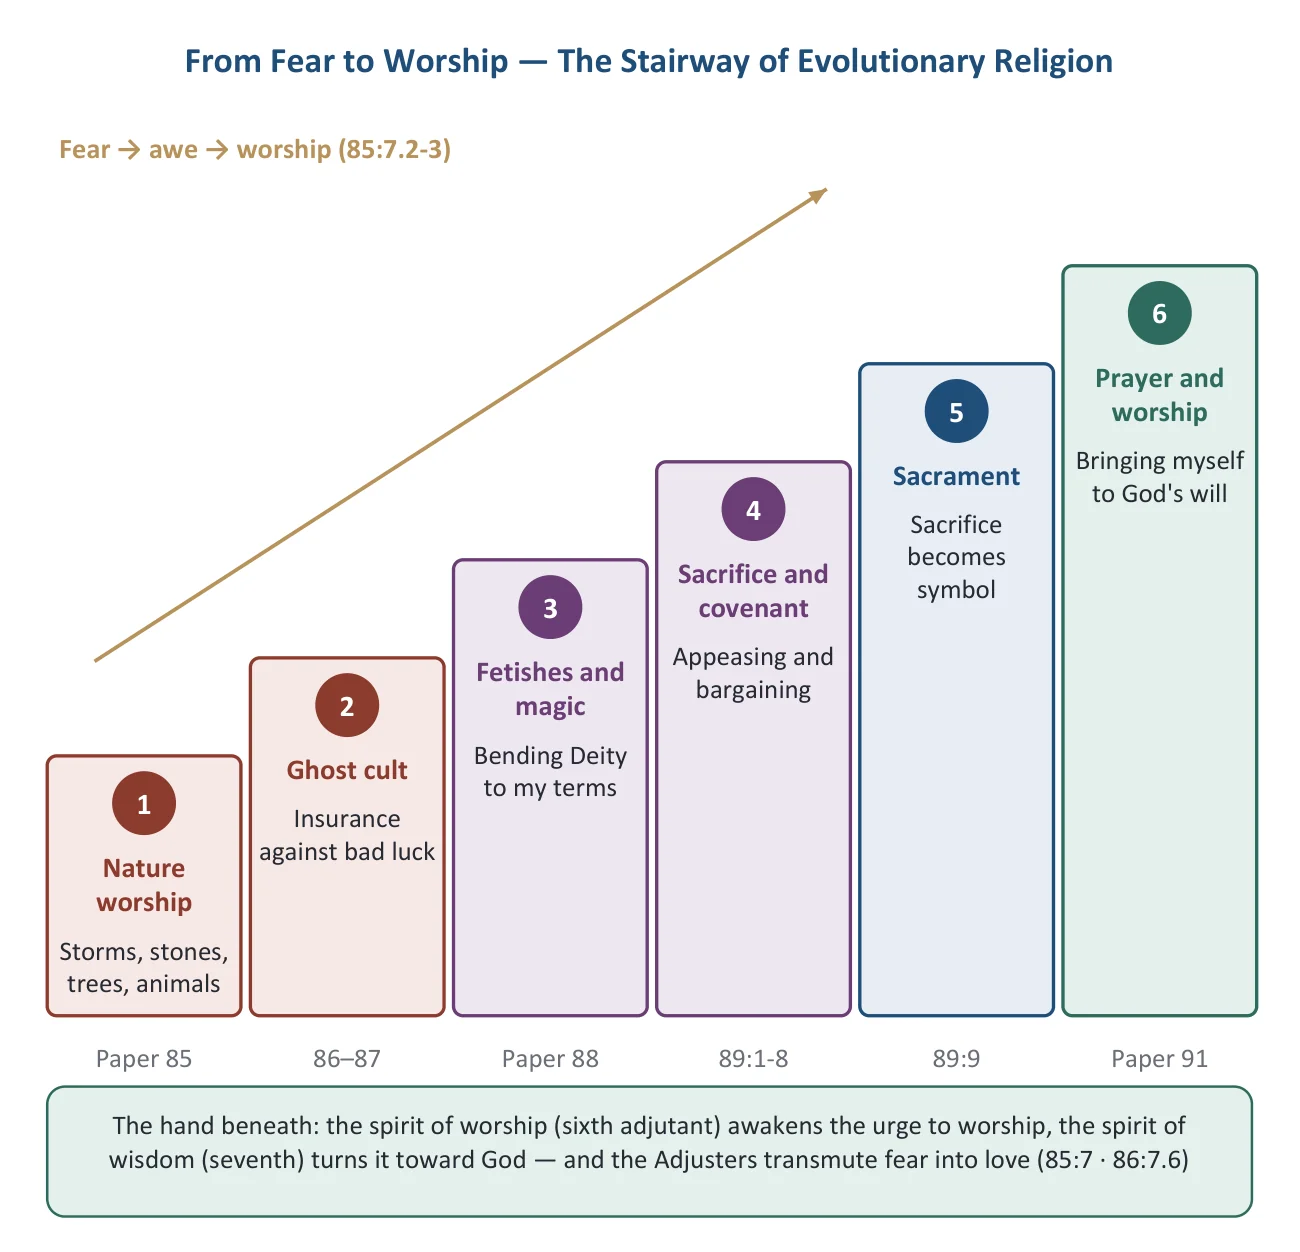 From Fear to Worship — The Stairway of Evolutionary Religion
Fear → awe → worship (85:7.2-3)
1
Nature
worship
Storms, stones,
trees, animals
Paper 85
2
Ghost cult
Insurance
against bad luck
86–87
3
Fetishes and
magic
Bending Deity
to my terms
Paper 88
4
Sacrifice and
covenant
Appeasing and
bargaining
89:1-8
5
Sacrament
Sacrifice
becomes
symbol
89:9
6
Prayer and
worship
Bringing myself
to God's will
Paper 91
The hand beneath: the spirit of worship (sixth adjutant) awakens the urge to worship, the spirit of
wisdom (seventh) turns it toward God — and the Adjusters transmute fear into love (85:7 · 86:7.6)